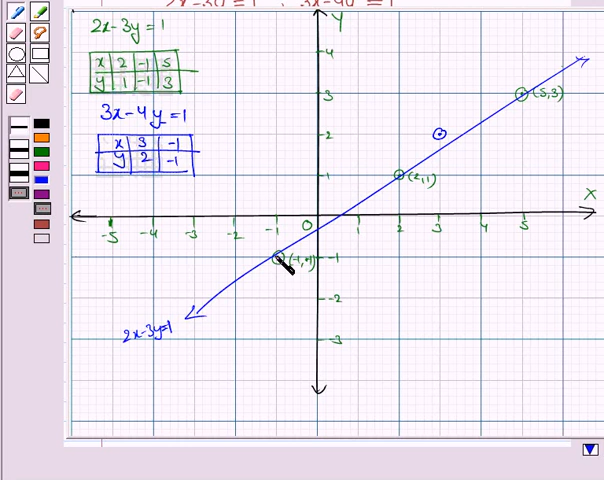 2x-3y=1
x 2 -1 5
y 1 -1 3
3x-4y=1
x 3 -1
y 2 -1
Y
4
3
(5,3)
2
1
(2,1)
X
-5 -4 -3 -2 -1 0 1 2 3 4 5
(-1,-1)
-1
-2
2x-3y=1
-3